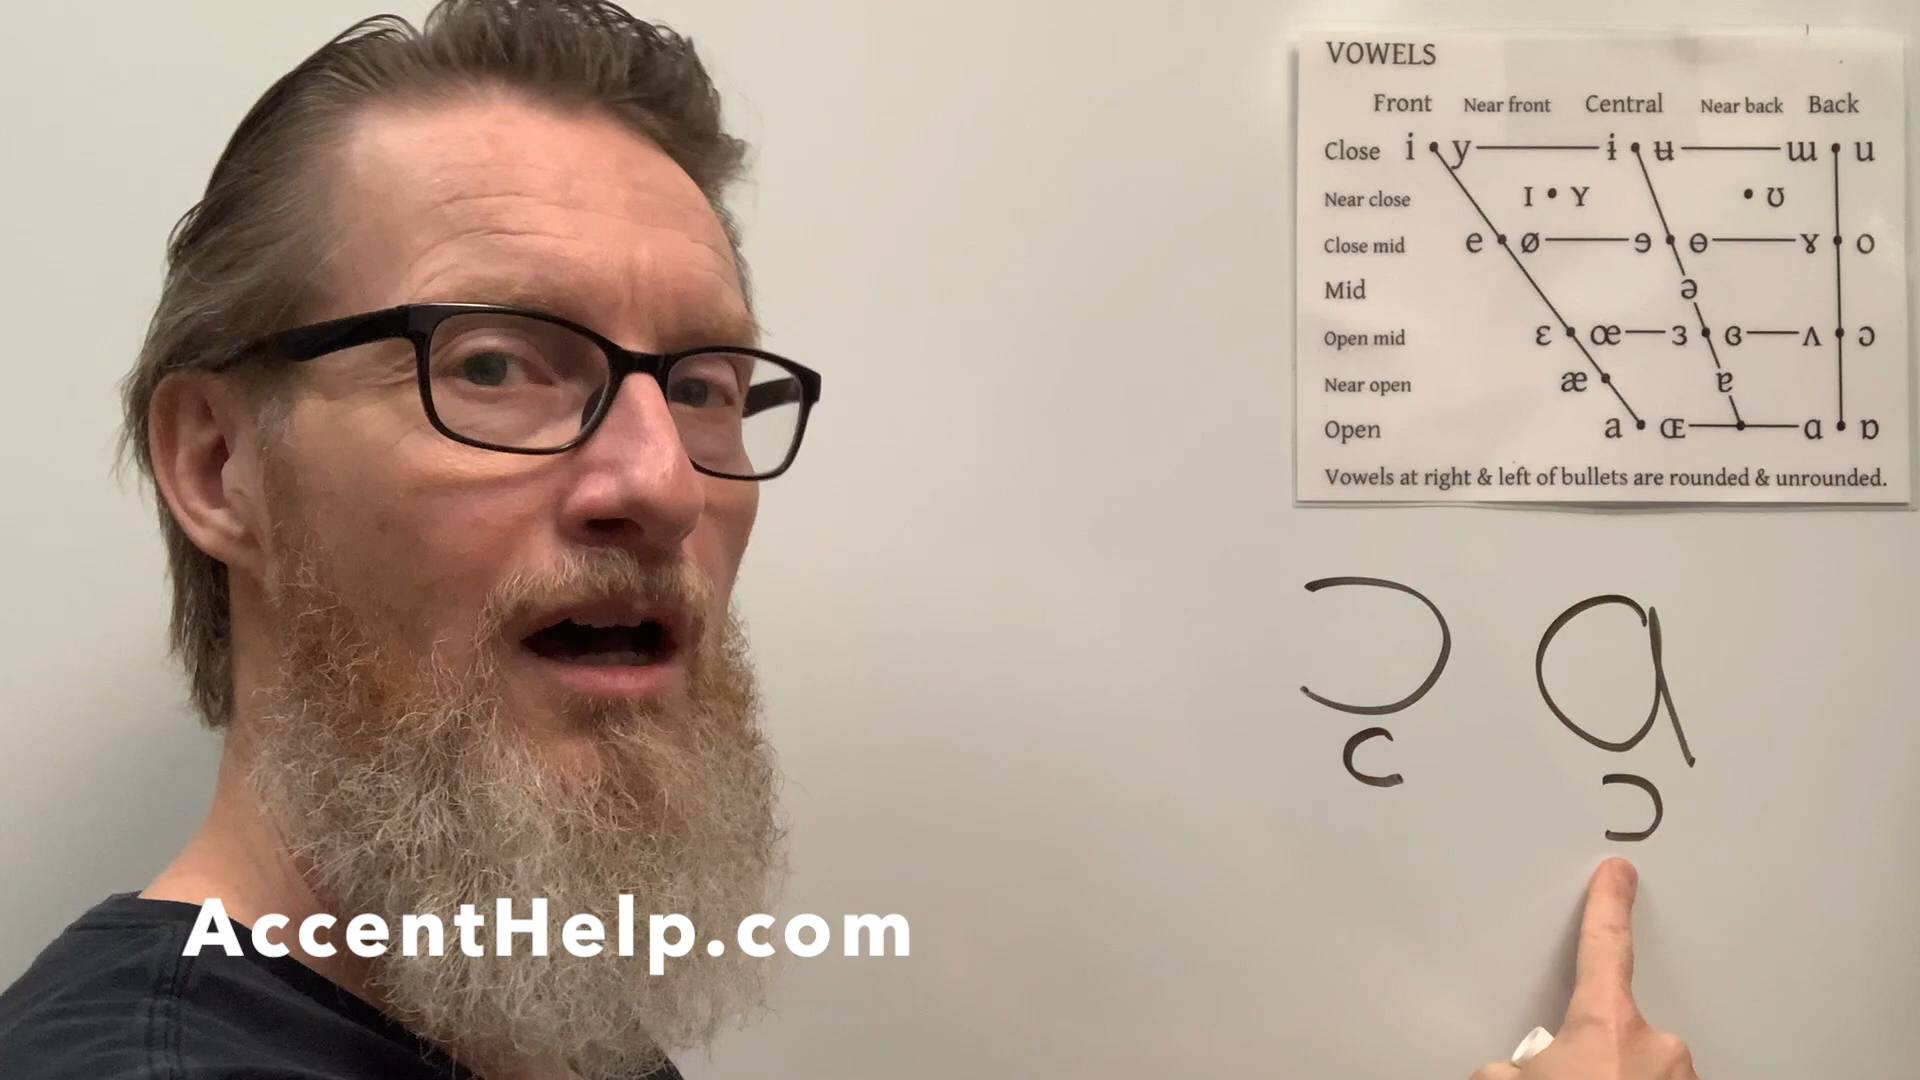 VOWELS
Front Near front Central Near back Back
Close i y ɨ ʉ ɯ u
Near close ɪ ʏ ʊ
Close mid e ø ɘ ɵ ɤ o
Mid ə
Open mid ɛ œ ɜ ɞ ʌ ɔ
Near open æ ɐ
Open a ɶ ɑ ɒ
Vowels at right & left of bullets are rounded & unrounded.
ɔ̜ ɑ̹
AccentHelp.com